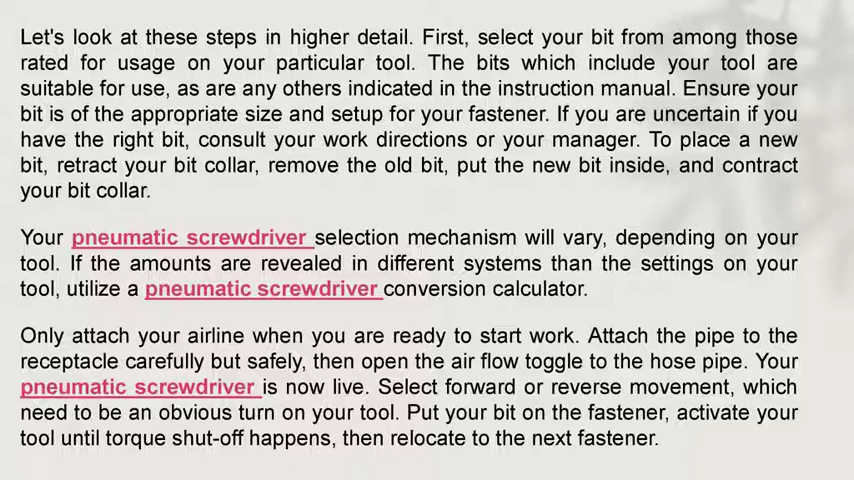 Let's look at these steps in higher detail. First, select your bit from among those
rated for usage on your particular tool. The bits which include your tool are
suitable for use, as are any others indicated in the instruction manual. Ensure your
bit is of the appropriate size and setup for your fastener. If you are uncertain if you
have the right bit, consult your work directions or your manager. To place a new
bit, retract your bit collar, remove the old bit, put the new bit inside, and contract
your bit collar.
Your pneumatic screwdriver selection mechanism will vary, depending on your
tool. If the amounts are revealed in different systems than the settings on your
tool, utilize a pneumatic screwdriver conversion calculator.
Only attach your airline when you are ready to start work. Attach the pipe to the
receptacle carefully but safely, then open the air flow toggle to the hose pipe. Your
pneumatic screwdriver is now live. Select forward or reverse movement, which
need to be an obvious turn on your tool. Put your bit on the fastener, activate your
tool until torque shut-off happens, then relocate to the next fastener.